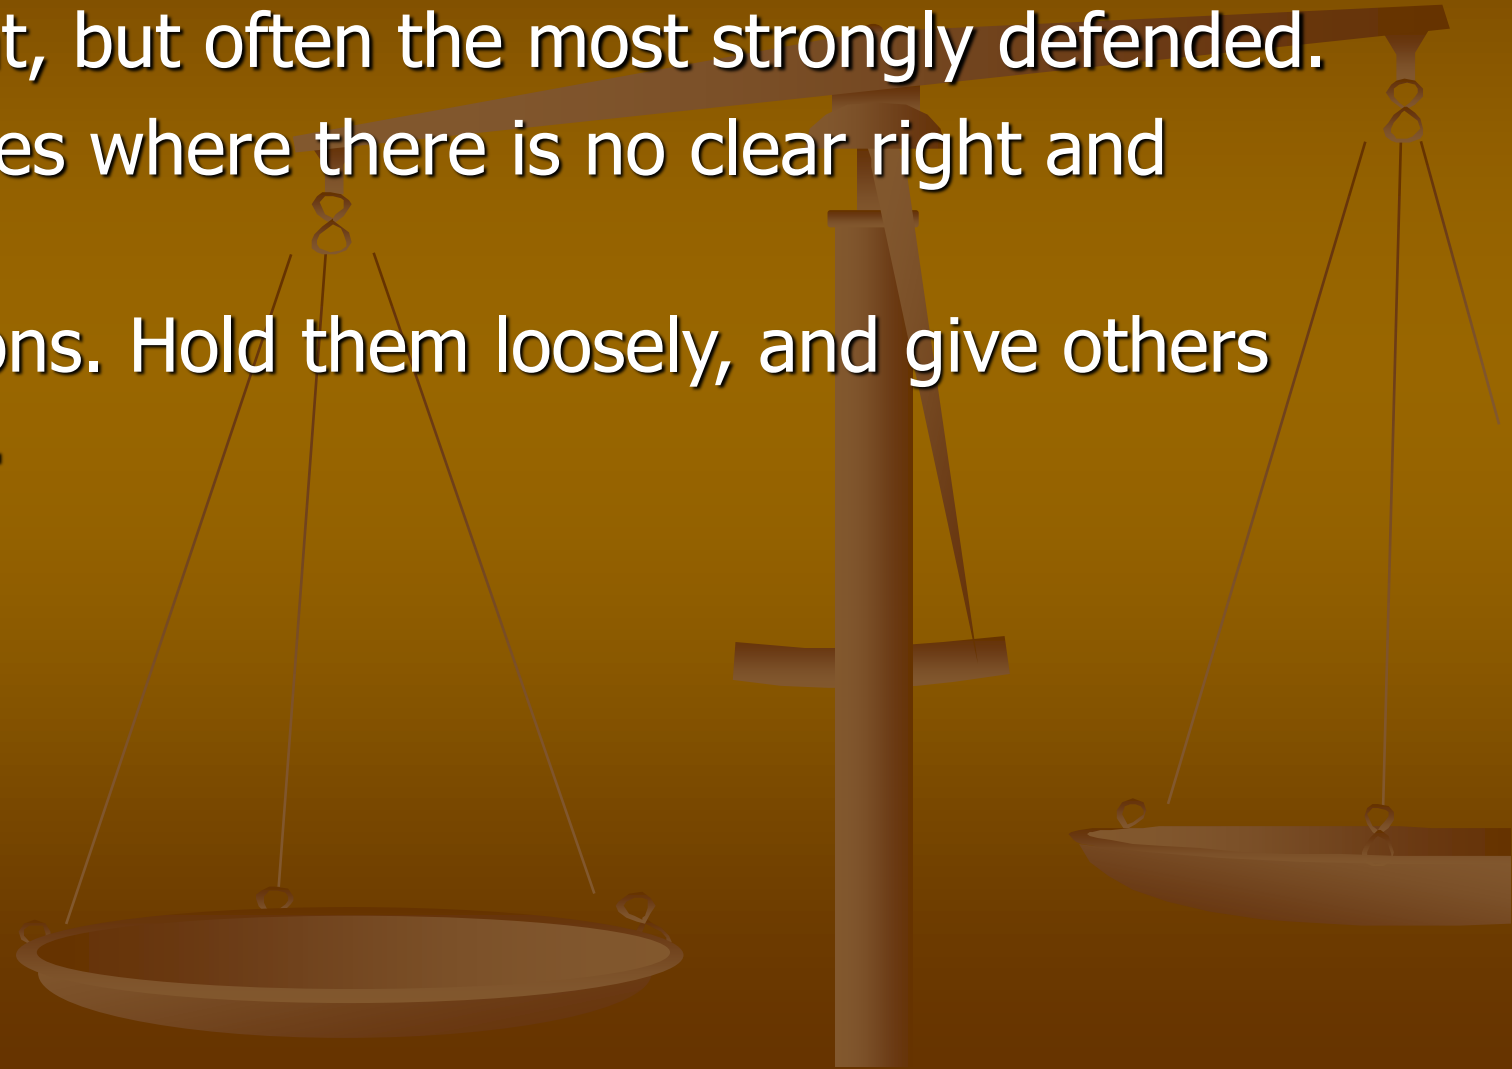 t, but often the most strongly defended.
es where there is no clear right and
ons. Hold them loosely, and give others
.